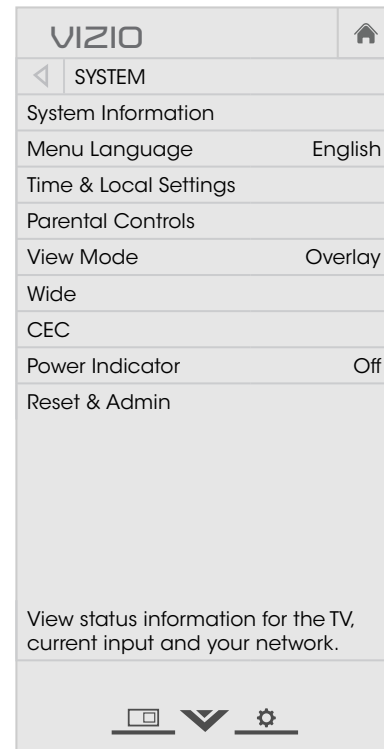 VIZIO
SYSTEM
System Information
Menu Language English
Time & Local Settings
Parental Controls
View Mode Overlay
Wide
CEC
Power Indicator Off
Reset & Admin
View status information for the TV,
current input and your network.